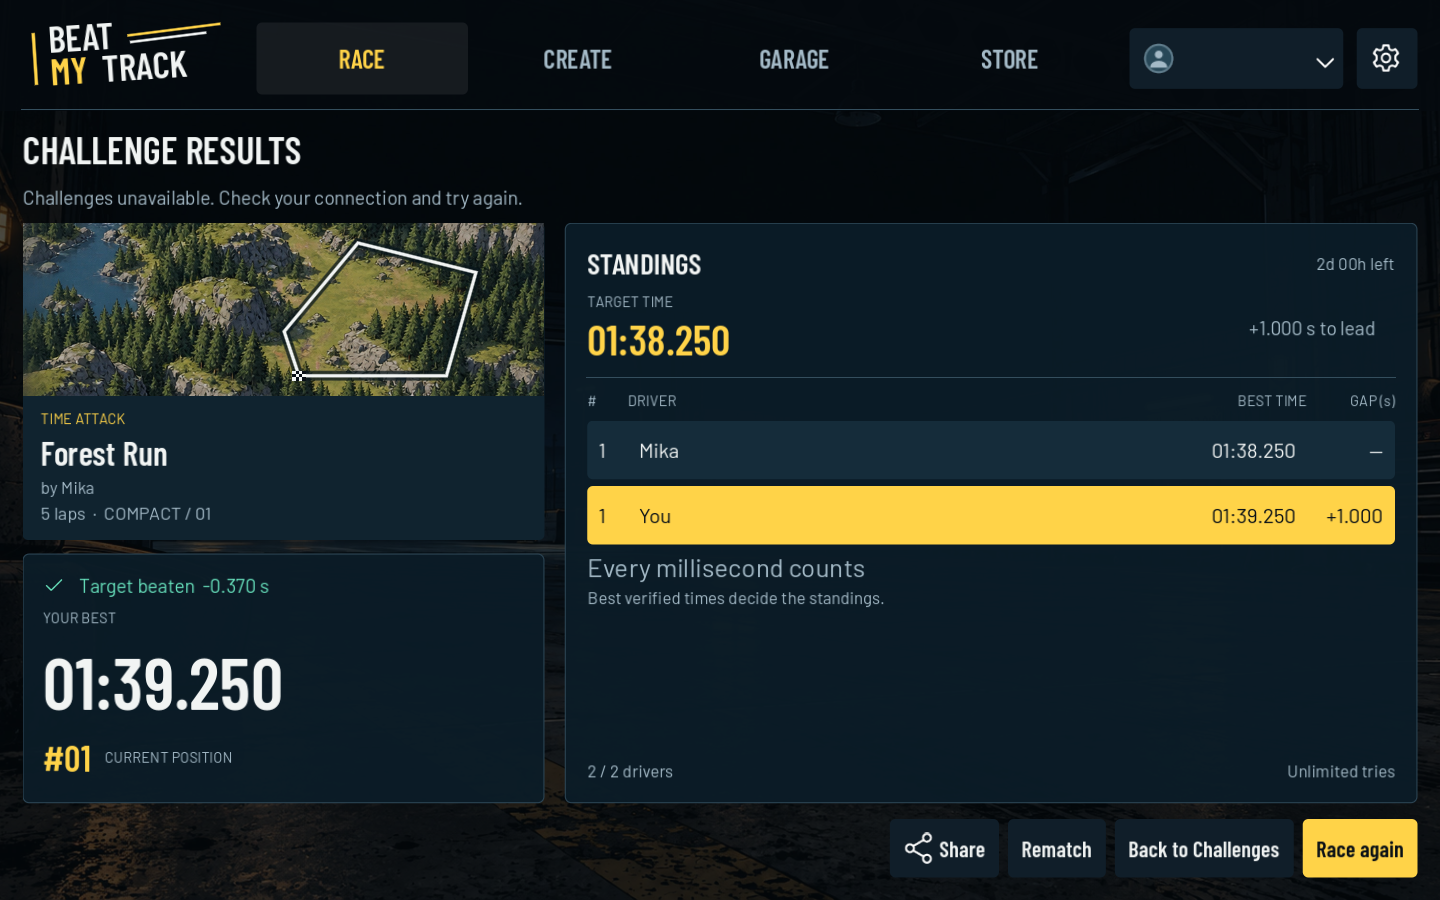 BEAT
MY TRACK
RACE
CREATE
GARAGE
STORE
CHALLENGE RESULTS
Challenges unavailable. Check your connection and try again.
TIME ATTACK
Forest Run
by Mika
5 laps · COMPACT / 01
Target beaten -0.370 s
YOUR BEST
01:39.250
#01 CURRENT POSITION
STANDINGS
2d 00h left
TARGET TIME
01:38.250
+1.000 s to lead
# DRIVER BEST TIME GAP (s)
1 Mika 01:38.250 —
1 You 01:39.250 +1.000
Every millisecond counts
Best verified times decide the standings.
2 / 2 drivers
Unlimited tries
Share
Rematch
Back to Challenges
Race again